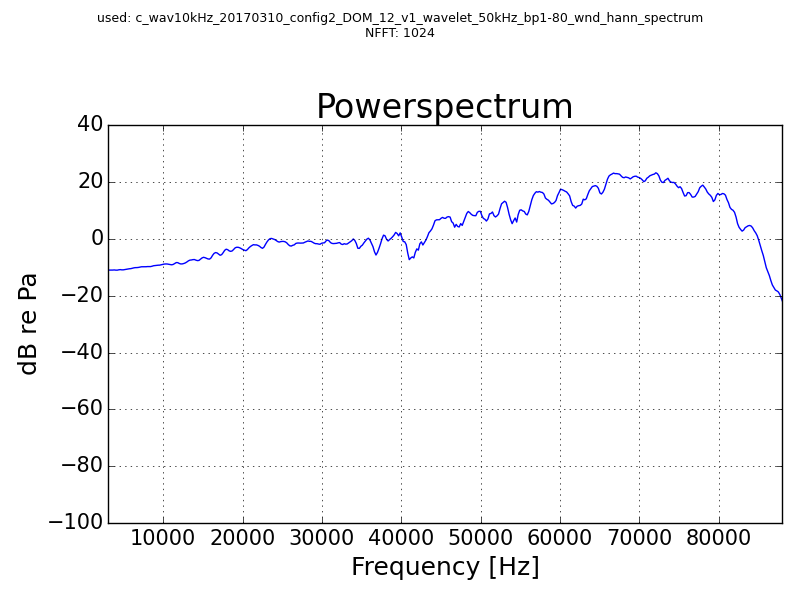 used: c_wav10kHz_20170310_config2_DOM_12_v1_wavelet_50kHz_bp1-80_wnd_hann_spectrum
NFFT: 1024
Powerspectrum
40
20
0
−20
−40
−60
−80
−100
dB re Pa
10000 20000 30000 40000 50000 60000 70000 80000
Frequency [Hz]